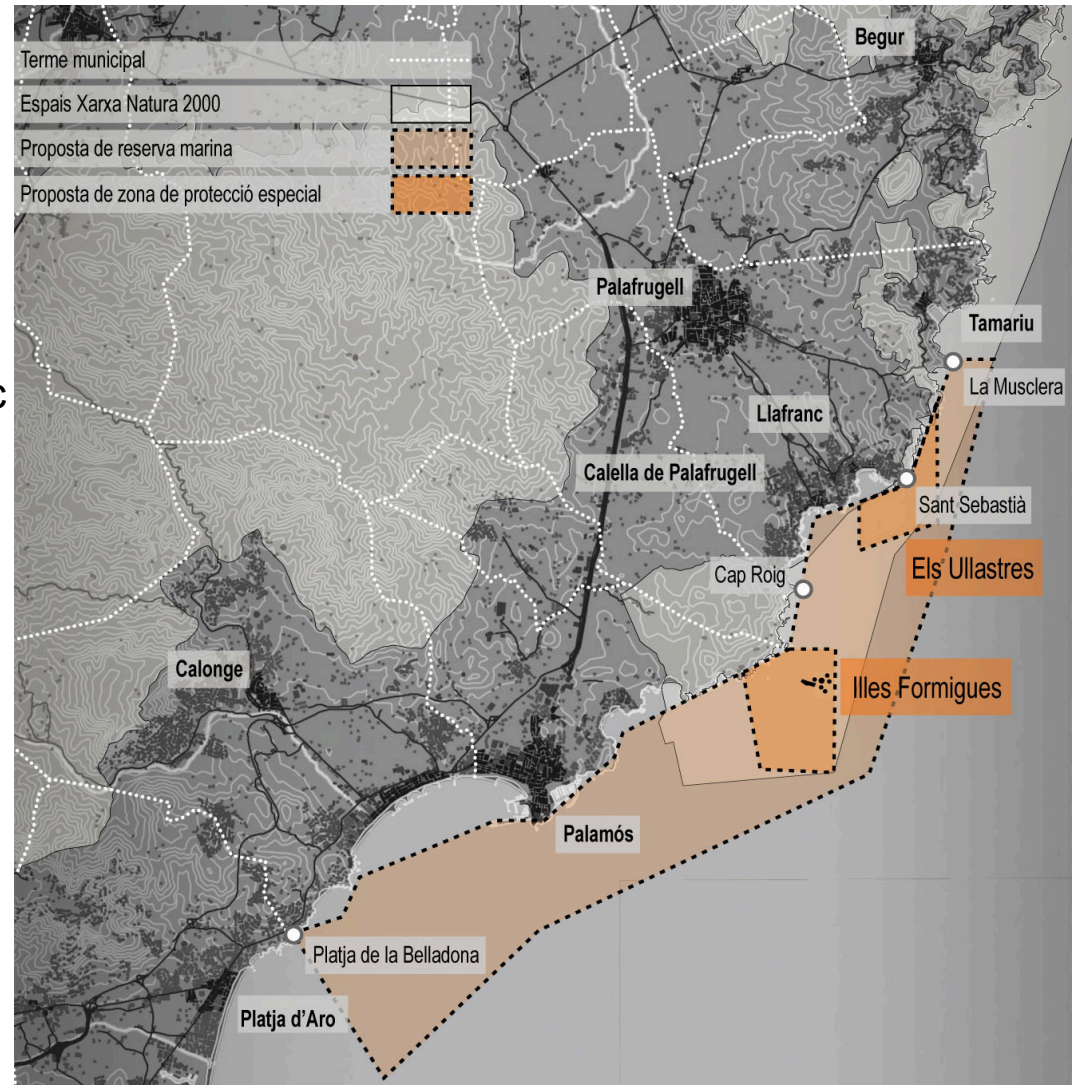 Begur
Terme municipal
Espais Xarxa Natura 2000
Proposta de reserva marina
Proposta de zona de protecció especial
Palafrugell
Tamariu
La Musclera
c
Llafranc
Calella de Palafrugell
Sant Sebastià
Els Ullastres
Cap Roig
Calonge
Illes Formigues
Palamós
Platja de la Belladona
Platja d'Aro